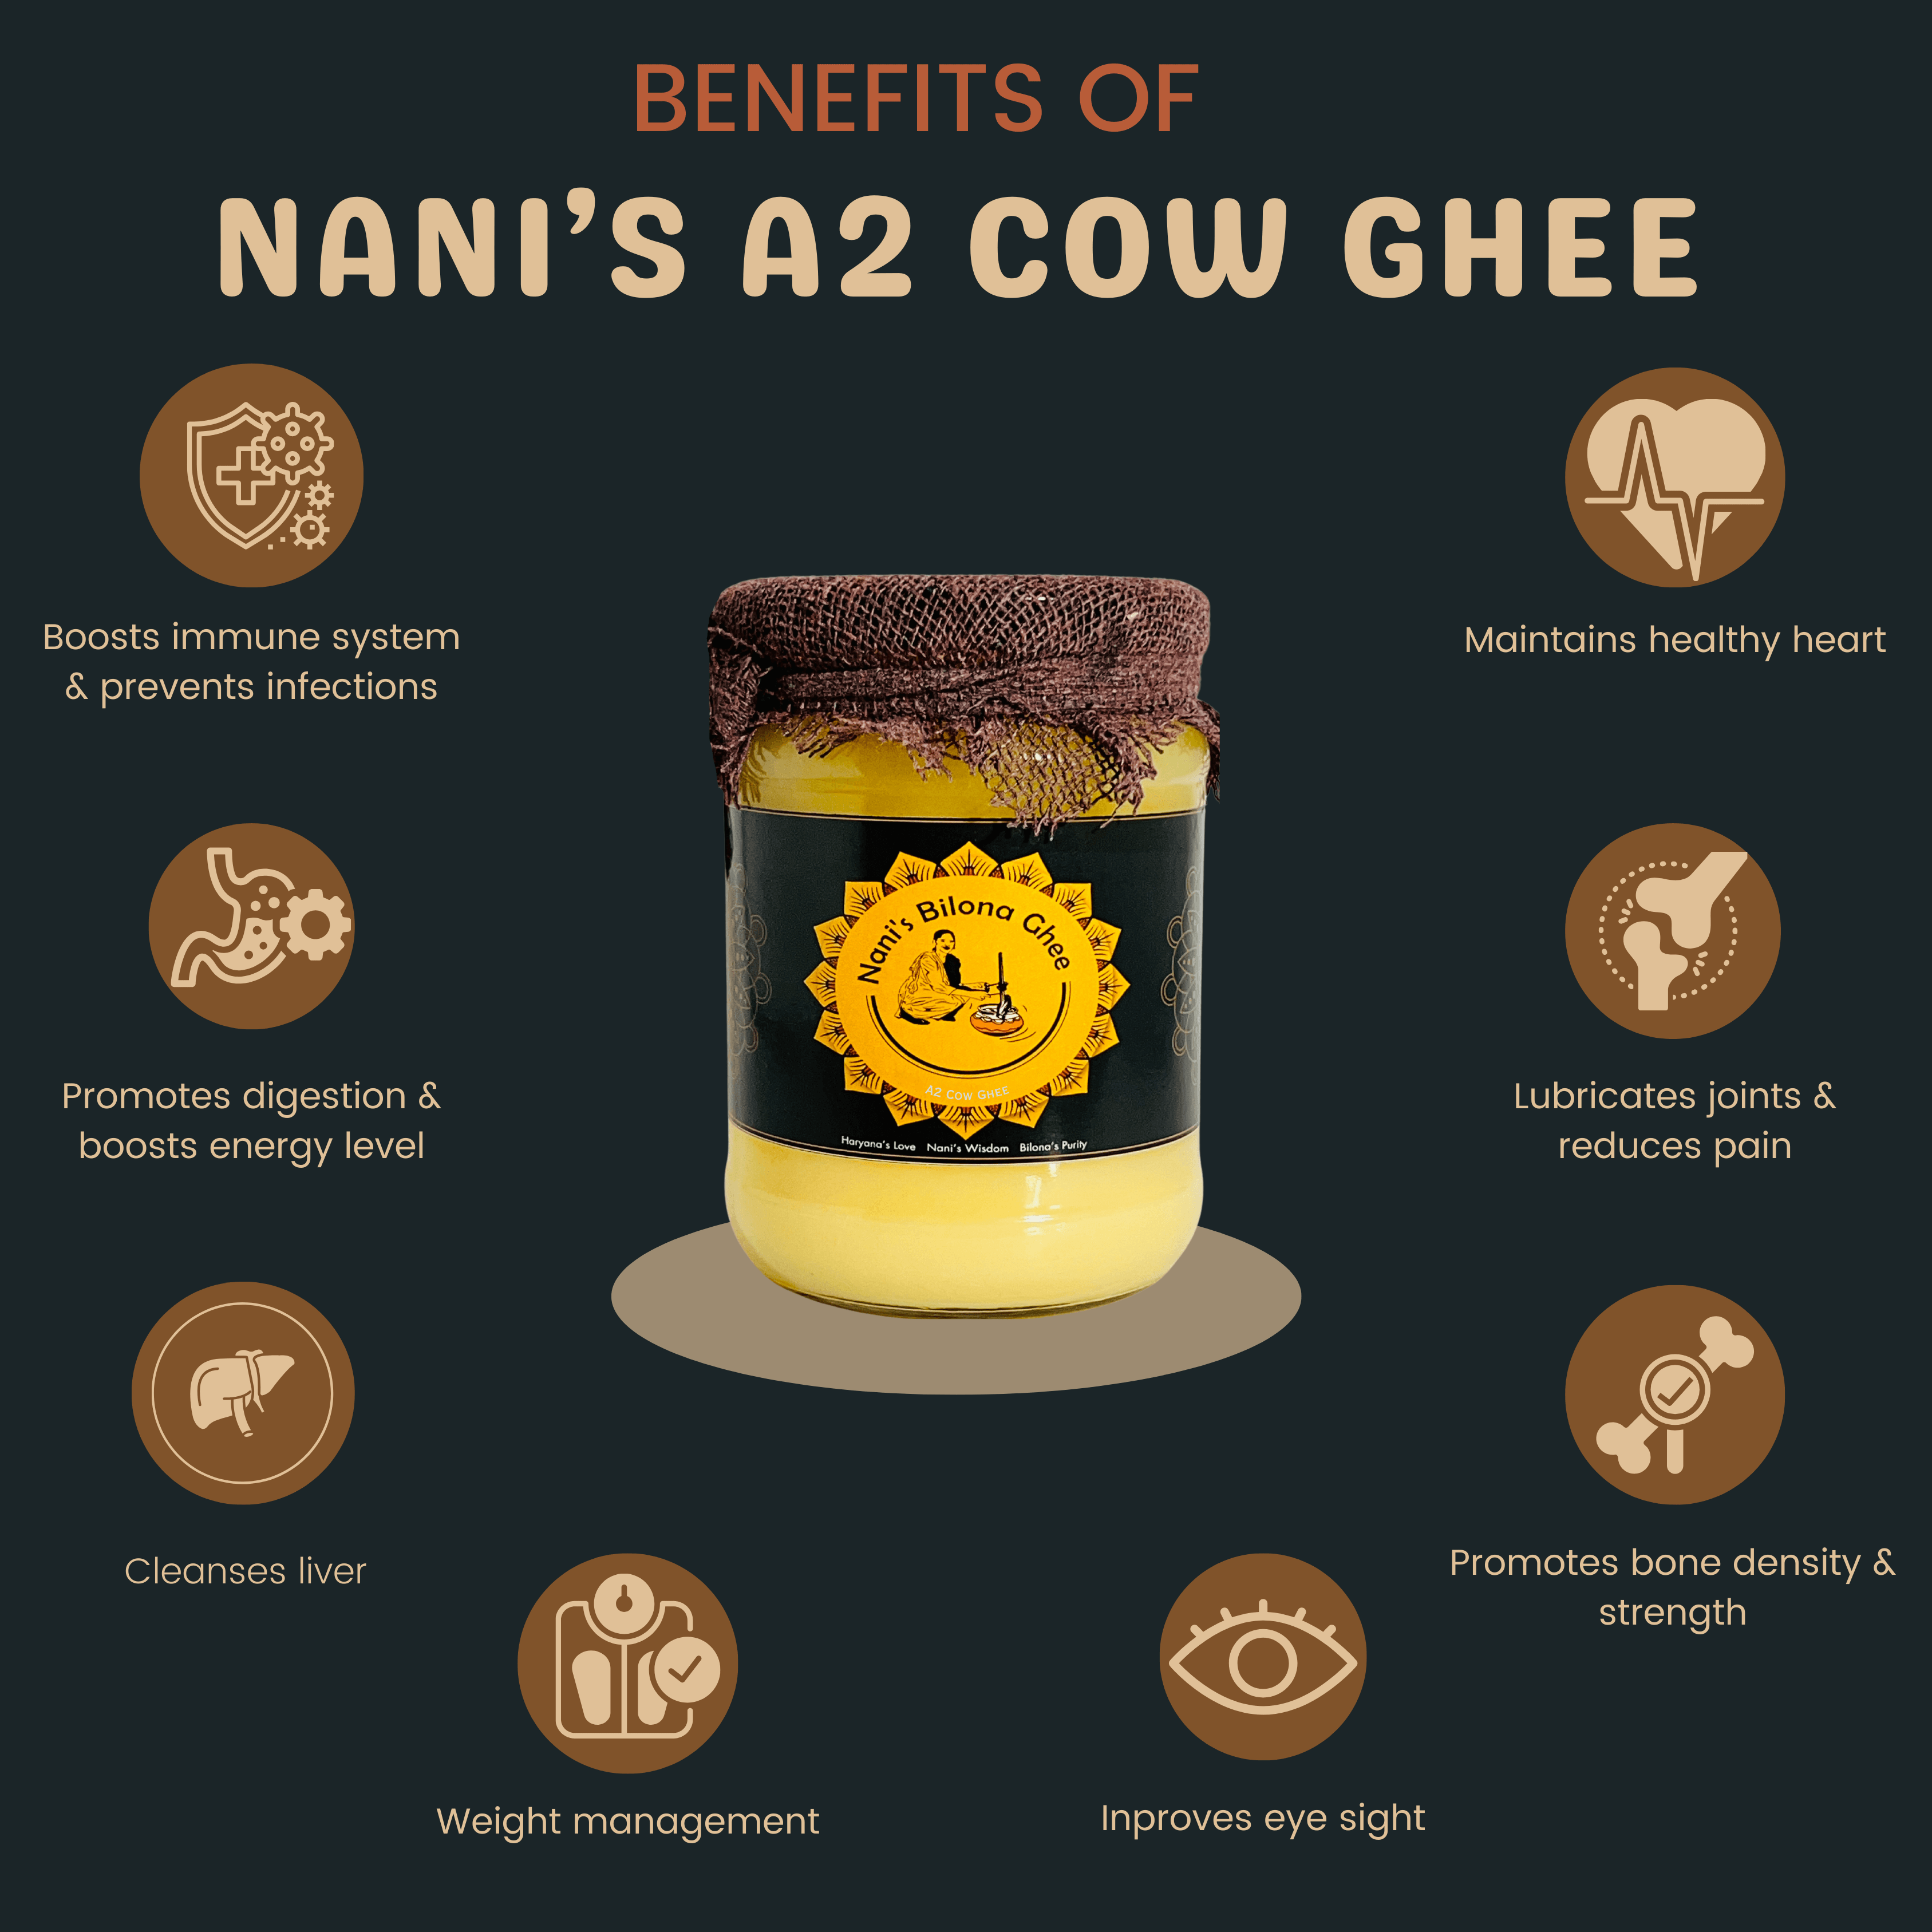 BENEFITS OF
NANI'S A2 COW GHEE
Boosts immune system
& prevents infections
Maintains healthy heart
Nani's Bilona Ghee
A2 COW GHEE
Haryana's Love Nani's Wisdom Bilona's Purity
Promotes digestion &
boosts energy level
Lubricates joints &
reduces pain
Cleanses liver
Promotes bone density &
strength
Weight management
Inproves eye sight